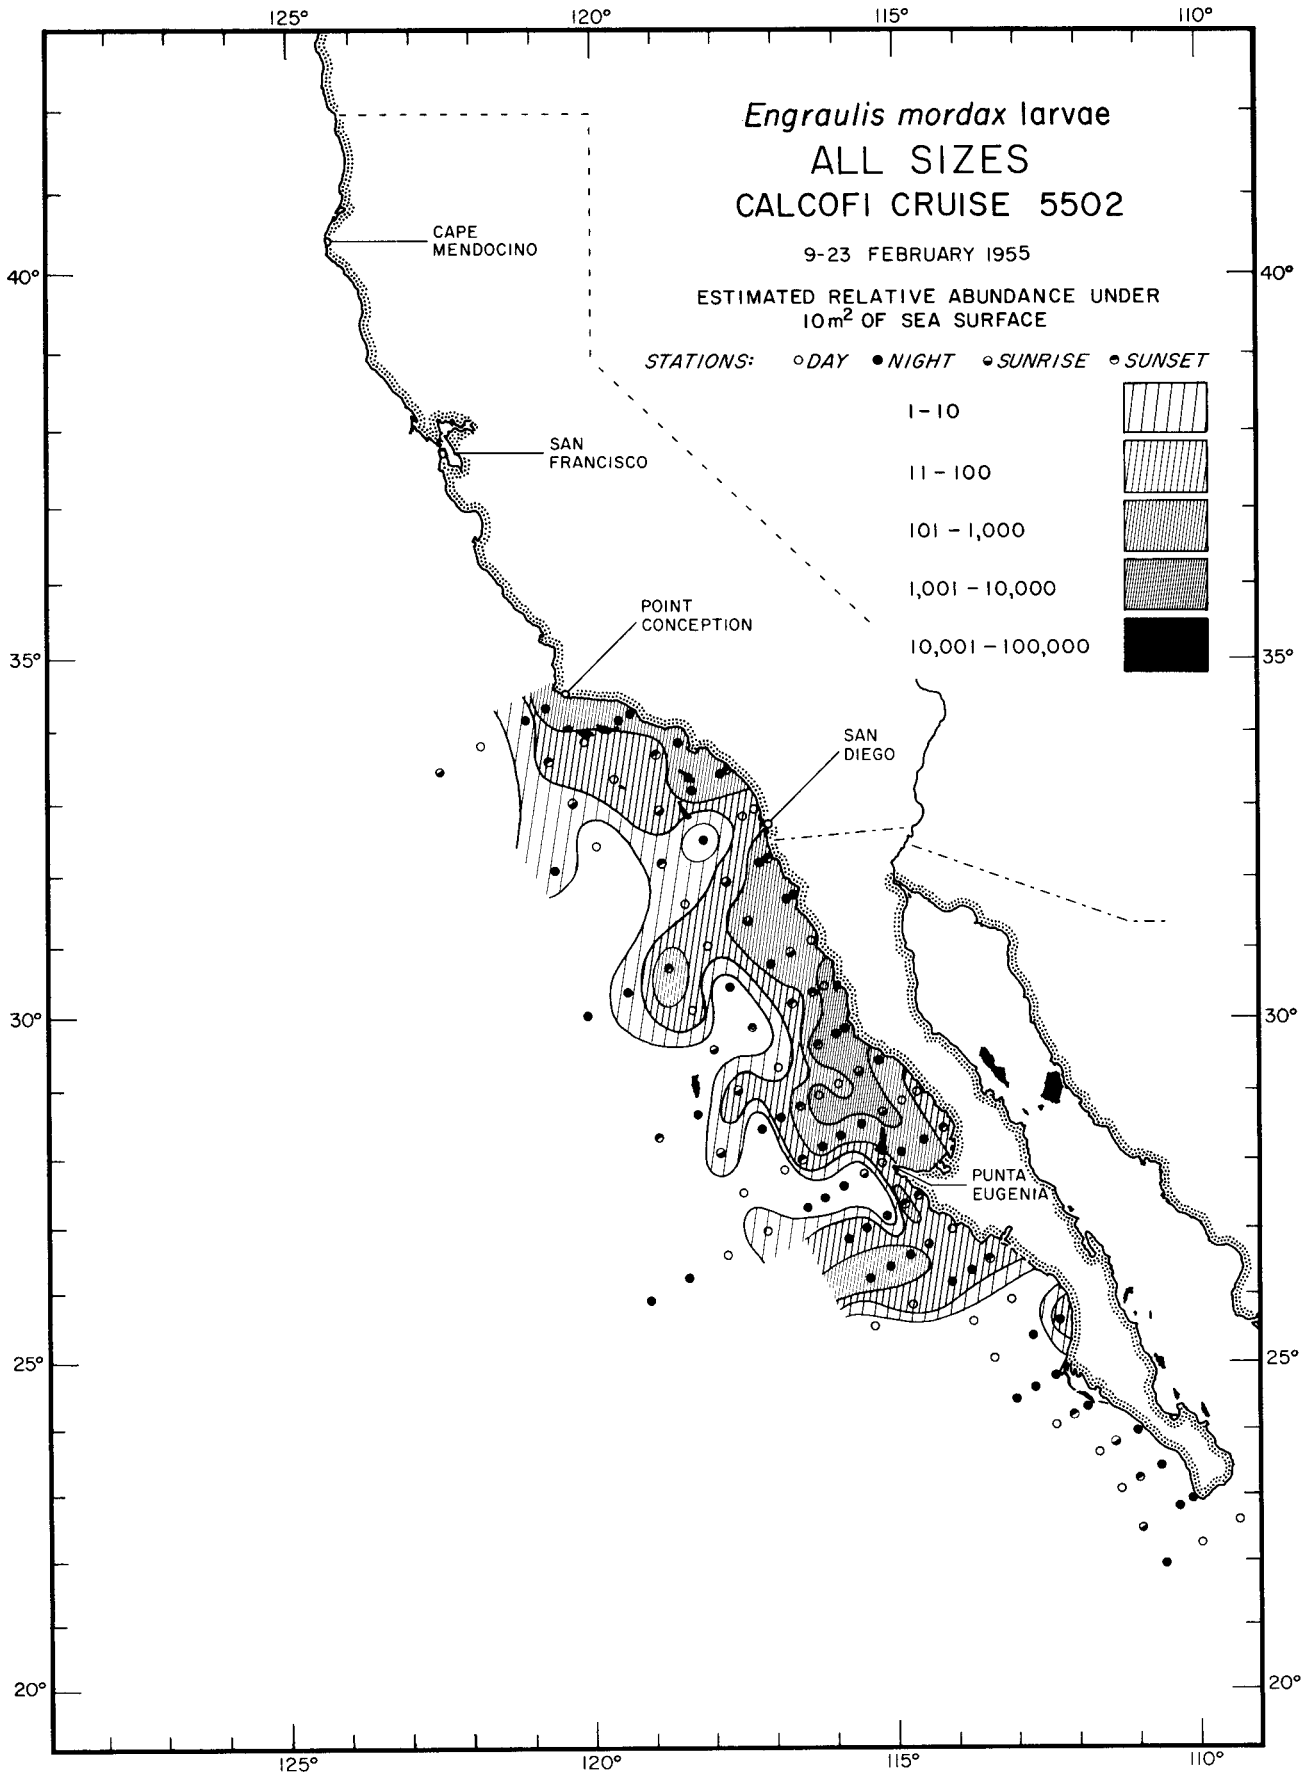 125° 120° 115° 110°
Engraulis mordax larvae
ALL SIZES
CALCOFI CRUISE 5502
9-23 FEBRUARY 1955
ESTIMATED RELATIVE ABUNDANCE UNDER
10m² OF SEA SURFACE
STATIONS: ○ DAY ● NIGHT ◒ SUNRISE ◓ SUNSET
1-10
11-100
101-1,000
1,001-10,000
10,001-100,000
CAPE
MENDOCINO
40° 40°
SAN
FRANCISCO
POINT
CONCEPTION
35° 35°
SAN
DIEGO
30° 30°
PUNTA
EUGENIA
25° 25°
20° 20°
125° 120° 115° 110°